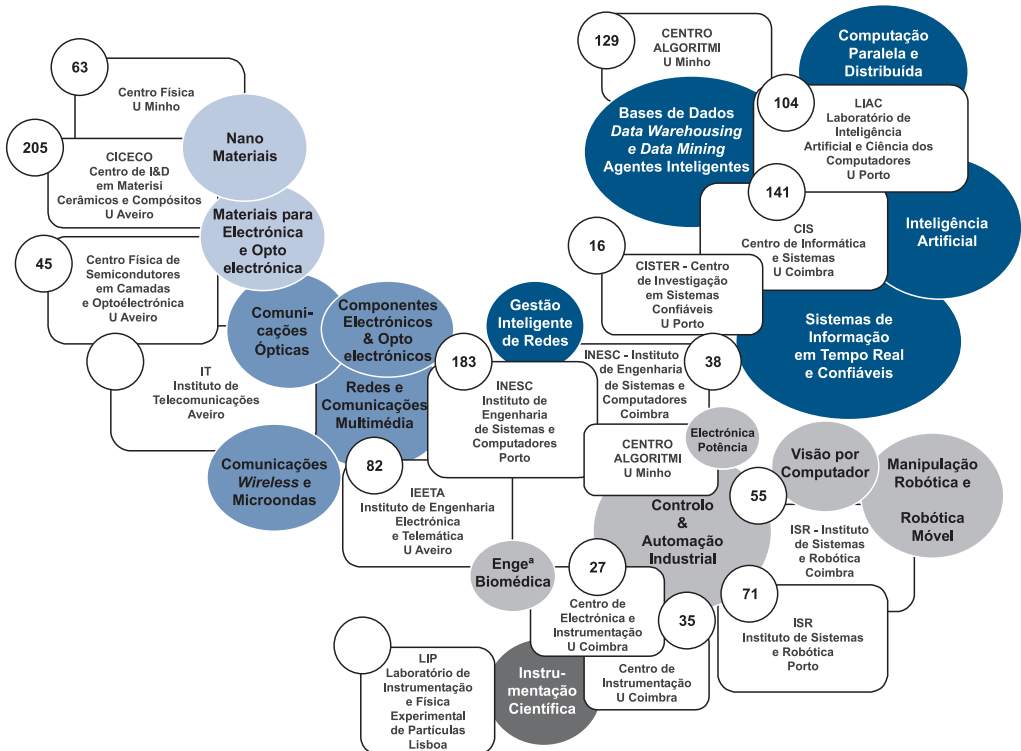 63
Centro Física
U Minho
205
CICECO
Centro de I&D
em Materisi
Cerâmicos e Compósitos
U Aveiro
Nano
Materiais
Materiais para
Electrónica
e Opto
electrónica
45
Centro Física de
Semicondutores
em Camadas
e Optoélectrónica
U Aveiro
Comuni-
cações
Ópticas
Componentes
Electrónicos
& Opto
electrónicos
IT
Instituto de
Telecomunicações
Aveiro
Redes e
Comunicações
Multimédia
Comunicações
Wireless e
Microondas
82
IEETA
Instituto de Engenharia
Electrónica
e Telemática
U Aveiro
183
INESC
Instituto de
Engenharia
de Sistemas e
Computadores
Porto
Gestão
Inteligente
de Redes
129
CENTRO
ALGORITMI
U Minho
Computação
Paralela e
Distribuída
Bases de Dados
Data Warehousing
e Data Mining
Agentes Inteligentes
104
LIAC
Laboratório de
Inteligência
Artificial e Ciência dos
Computadores
U Porto
141
CIS
Centro de Informática
e Sistemas
U Coimbra
Inteligência
Artificial
16
CISTER - Centro
de Investigação
em Sistemas
Confiáveis
U Porto
Sistemas de
Informação
em Tempo Real
e Confiáveis
38
INESC - Instituto
de Engenharia
de Sistemas e
Computadores
Coimbra
CENTRO
ALGORITMI
U Minho
Electrónica
Potência
Visão por
Computador
Manipulação
Robótica e
Robótica
Móvel
Controlo
&
Automação
Industrial
55
ISR - Instituto
de Sistemas
e Robótica
Coimbra
71
ISR
Instituto de Sistemas
e Robótica
Porto
Engeª
Biomédica
27
Centro de
Electrónica e
Instrumentação
U Coimbra
35
Centro de
Instrumentação
U Coimbra
Instru-
mentação
Científica
LIP
Laboratório de
Instrumentação
e Física
Experimental
de Partículas
Lisboa